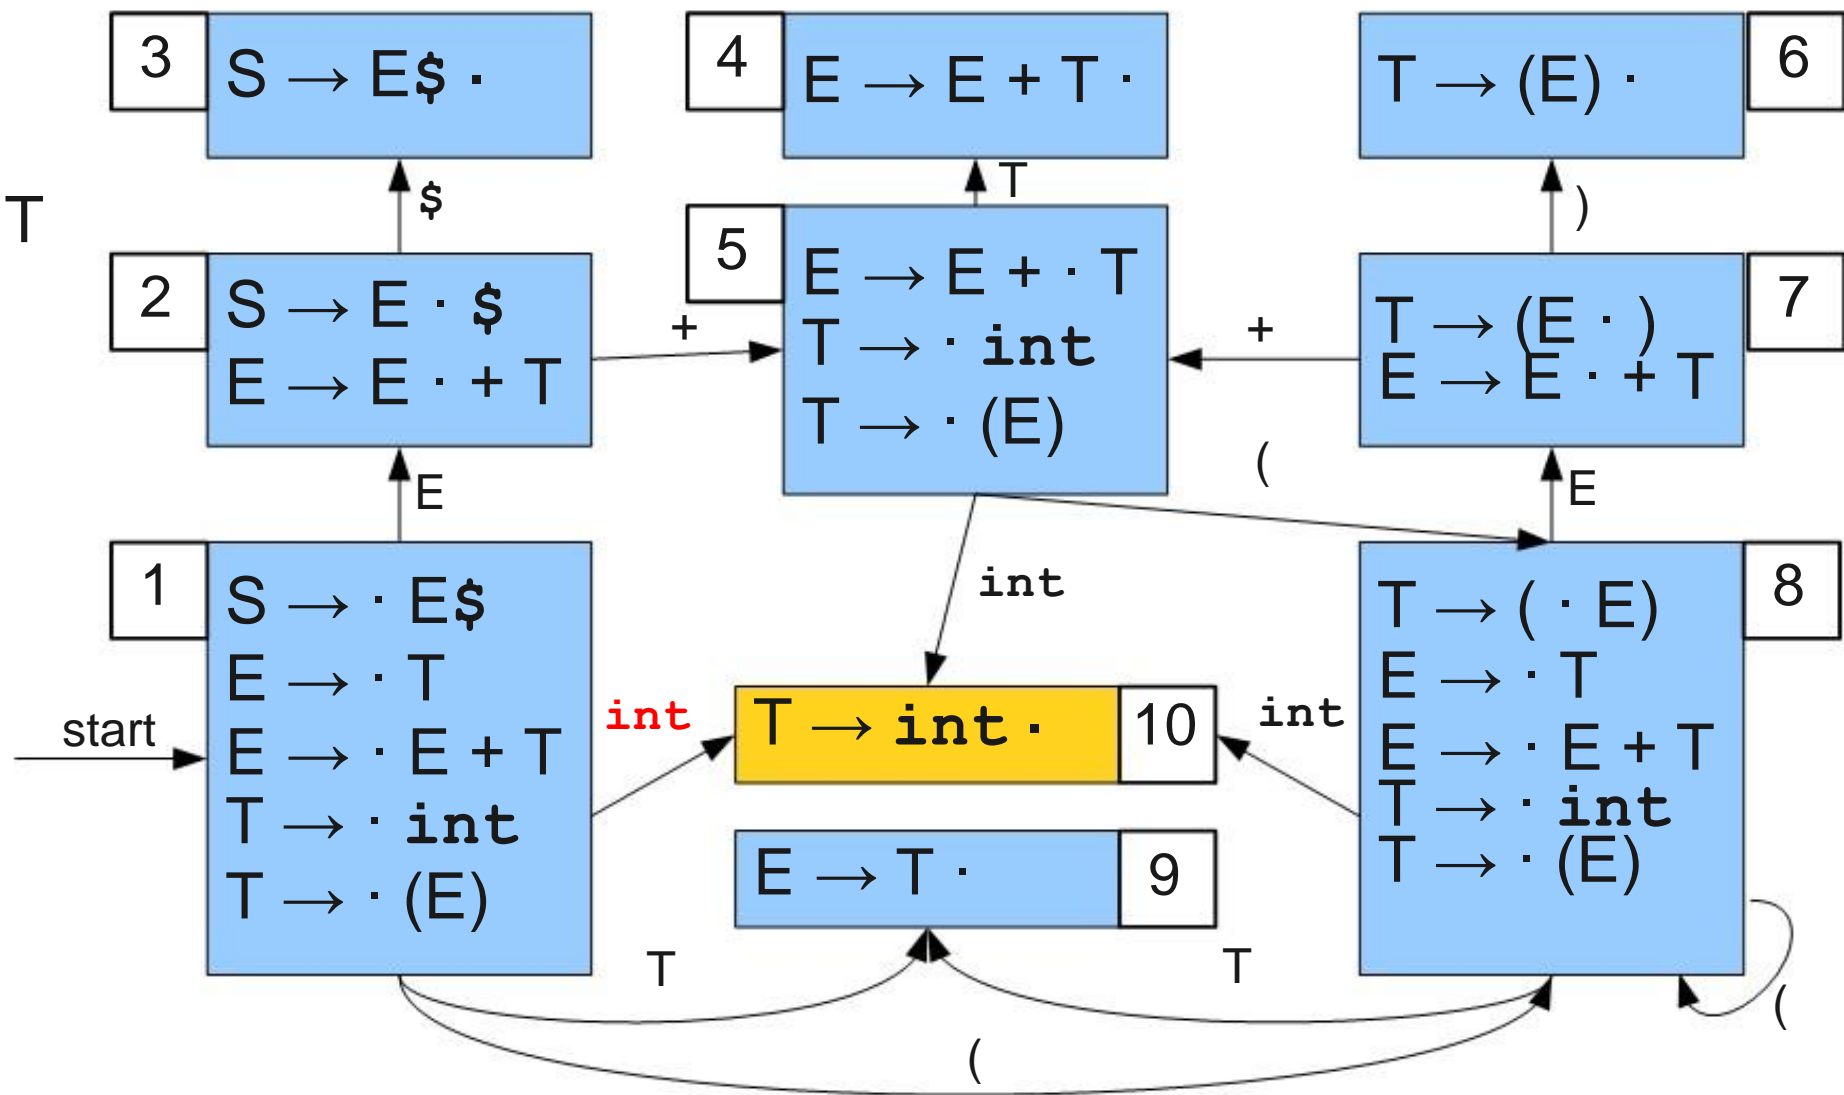 3
S → E$ ·
4
E → E + T ·
T → (E) ·
6
$
T
)
T
2
S → E · $
E → E · + T
+
5
E → E + · T
T → · int
T → · (E)
+
T → (E · )
E → E · + T
7
E
(
E
1
S → · E$
E → · T
E → · E + T
T → · int
T → · (E)
start
int
int
T → int ·
10
int
E → T ·
9
T → ( · E)
E → · T
E → · E + T
T → · int
T → · (E)
8
T
T
(
(